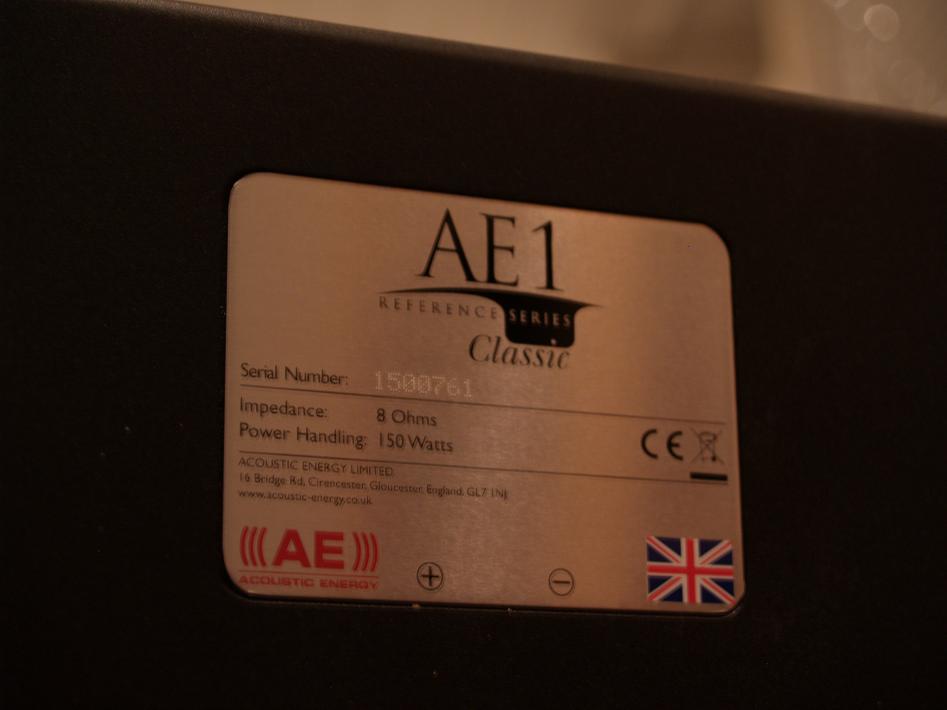 AE1
REFERENCE SERIES
Classic
Serial Number: 1500761
Impedance: 8 Ohms
Power Handling: 150 Watts
ACOUSTIC ENERGY LIMITED
16 Bridge Rd, Cirencester, Gloucester, England, GL7 1NJ
www.acoustic-energy.co.uk
CE
(((AE)))
ACOUSTIC ENERGY
+ −